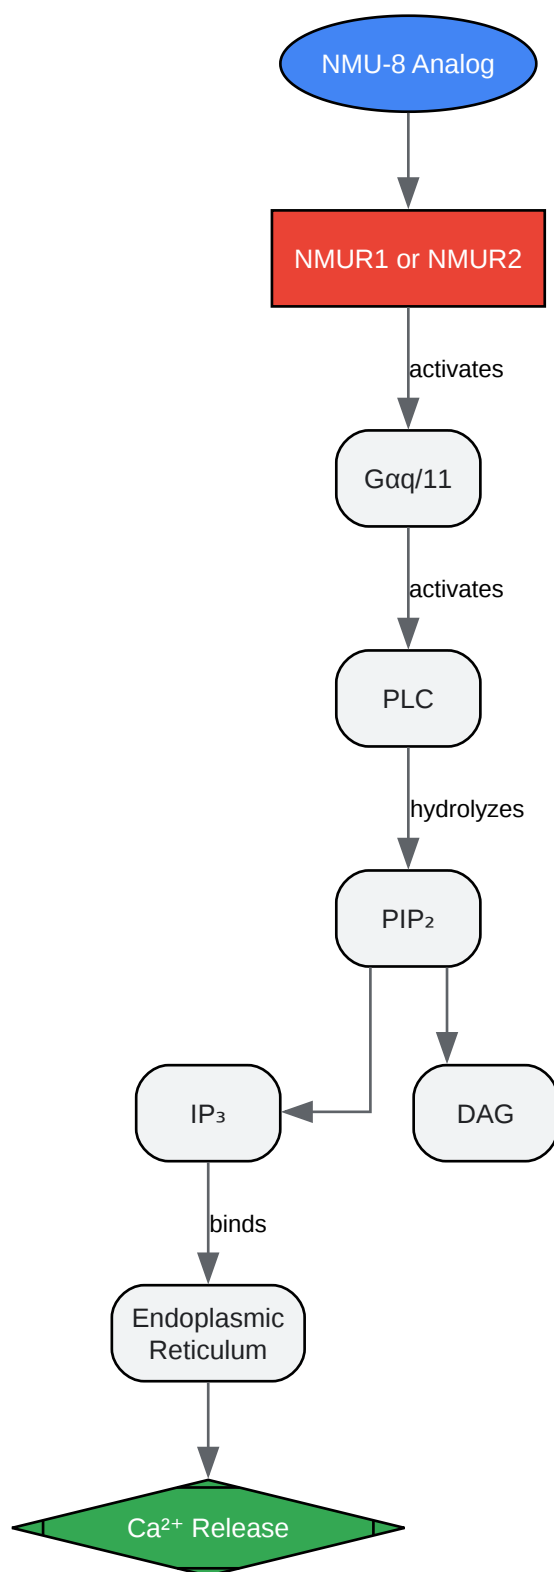 NMU-8 Analog
NMUR1 or NMUR2
activates
Gαq/11
activates
PLC
hydrolyzes
PIP₂
IP₃
DAG
binds
Endoplasmic
Reticulum
Ca²⁺ Release